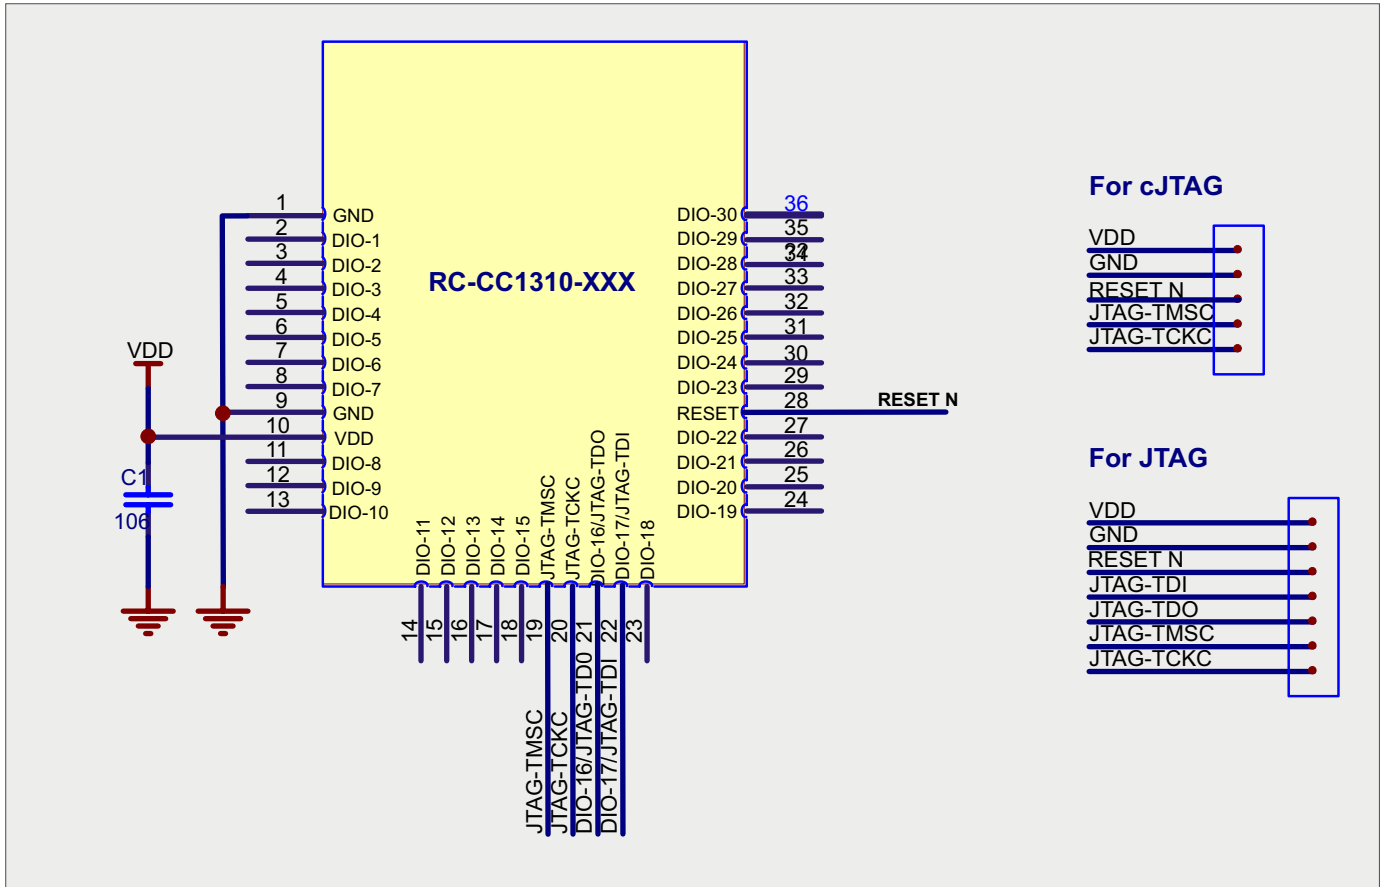 RC-CC1310-XXX
1 GND
2 DIO-1
3 DIO-2
4 DIO-3
5 DIO-4
6 DIO-5
7 DIO-6
8 DIO-7
9 GND
10 VDD
11 DIO-8
12 DIO-9
13 DIO-10
VDD
C1
106
DIO-11
DIO-12
DIO-13
DIO-14
DIO-15
JTAG-TMSC
JTAG-TCKC
DIO-16/JTAG-TDO
DIO-17/JTAG-TDI
DIO-18
14
15
16
17
18
19
20
21
22
23
JTAG-TMSC
JTAG-TCKC
DIO-16/JTAG-TD0
DIO-17/JTAG-TDI
DIO-30 36
DIO-29 35
DIO-28 34
DIO-27 33
DIO-26 32
DIO-25 31
DIO-24 30
DIO-23 29
RESET 28 RESET N
DIO-22 27
DIO-21 26
DIO-20 25
DIO-19 24
For cJTAG
VDD
GND
RESET N
JTAG-TMSC
JTAG-TCKC
For JTAG
VDD
GND
RESET N
JTAG-TDI
JTAG-TDO
JTAG-TMSC
JTAG-TCKC